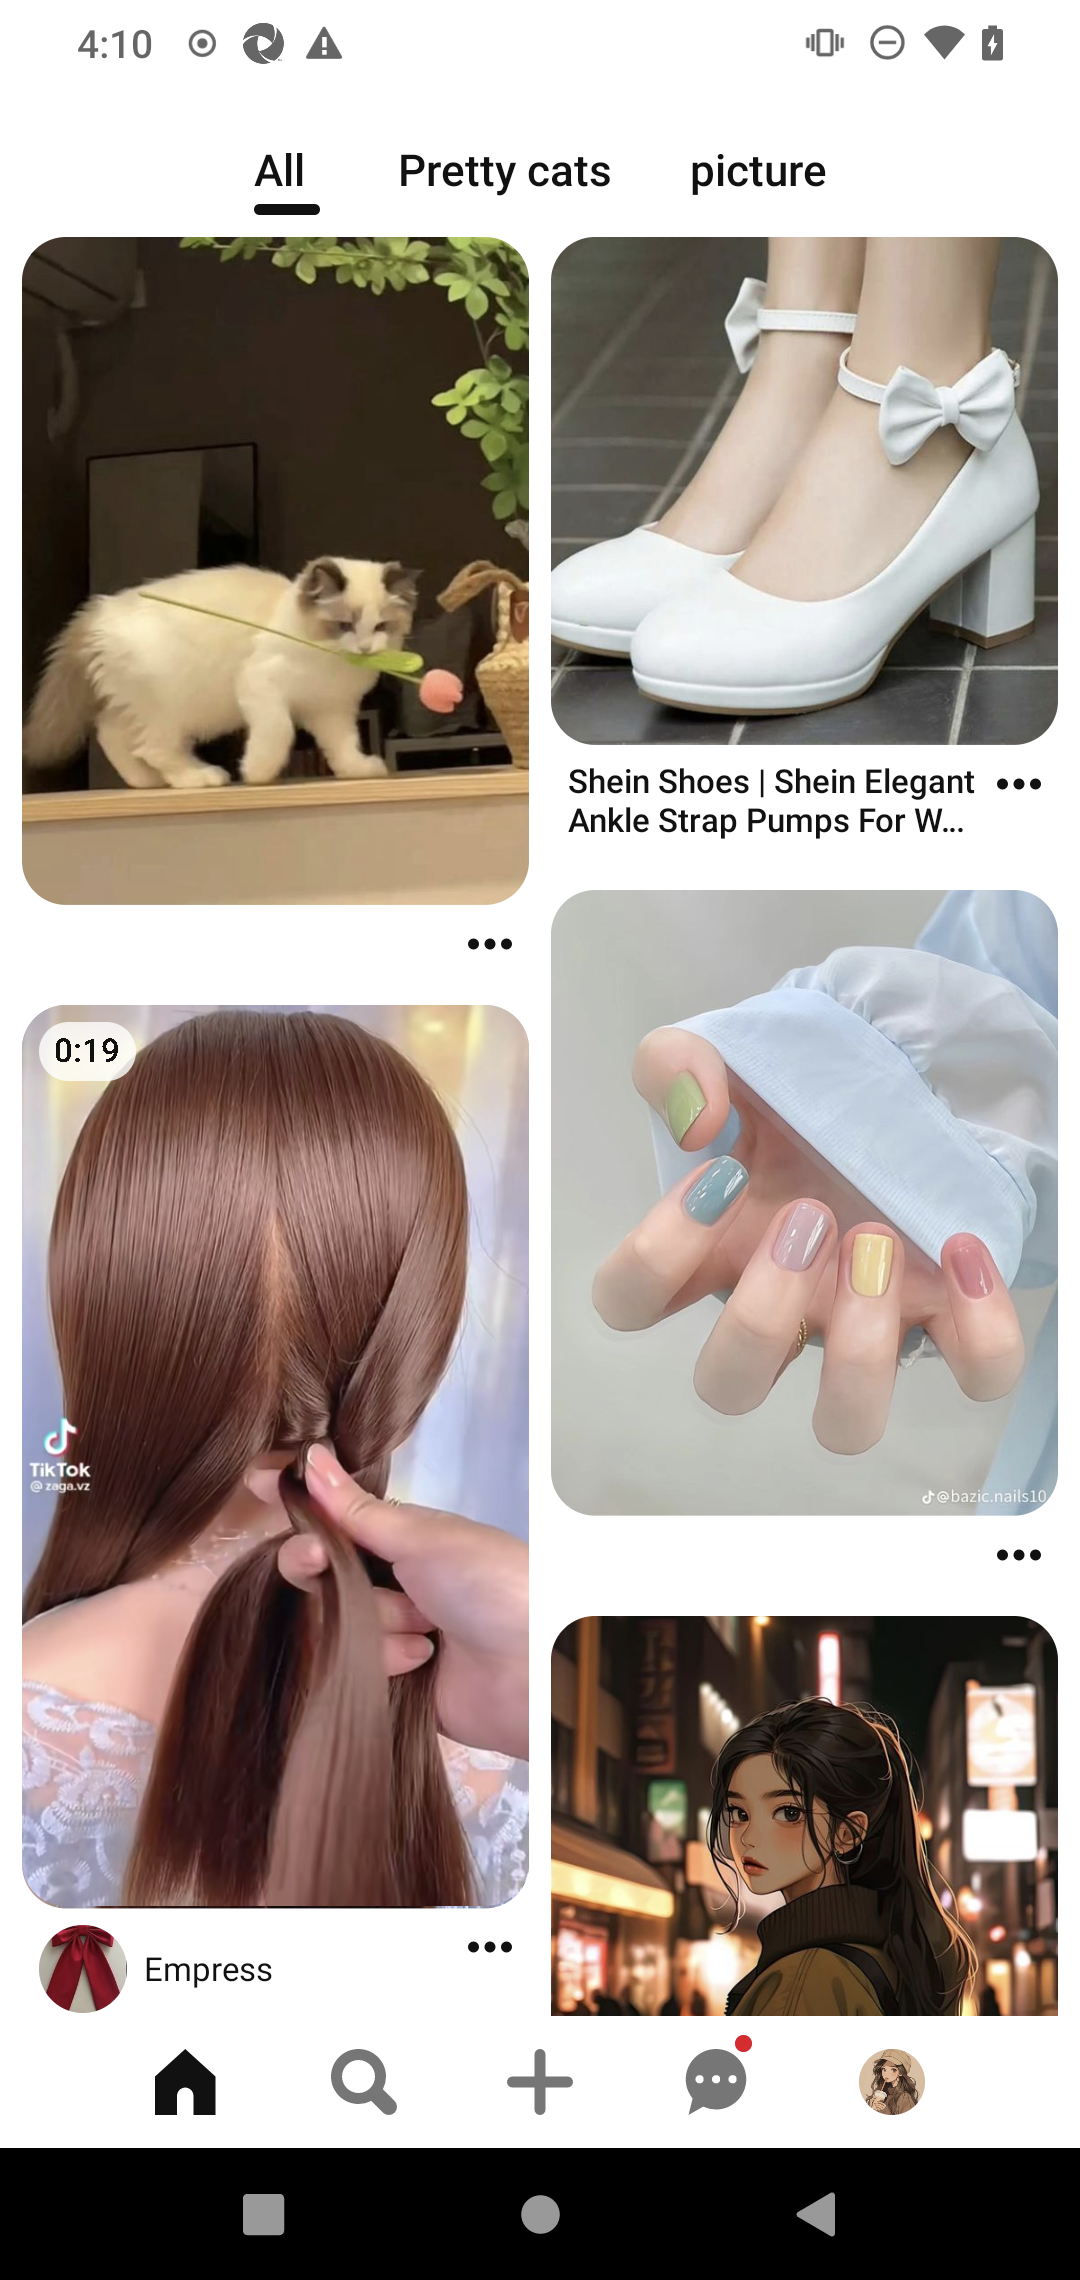 4:10
All
Pretty cats
picture
Shein Shoes | Shein Elegant
Ankle Strap Pumps For W...
0:19
TikTok
@zaga.vz
@bazic.nails10
Empress